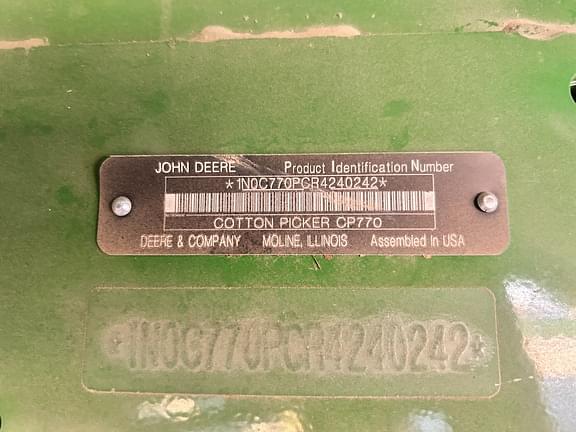 JOHN DEERE Product Identification Number
*1N0C770PCR4240242*
COTTON PICKER CP770
DEERE & COMPANY MOLINE, ILLINOIS Assembled In USA
*1N0C770PCR4240242*